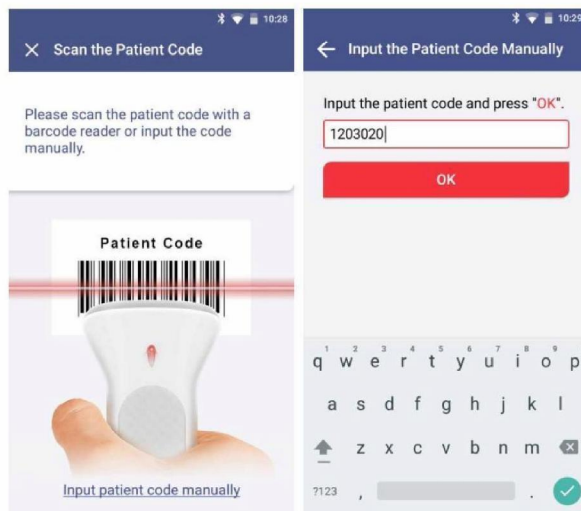 10:28
Scan the Patient Code
Please scan the patient code with a
barcode reader or input the code
manually.
Patient Code
Input patient code manually
10:29
Input the Patient Code Manually
Input the patient code and press "OK".
1203020
OK
1 2 3 4 5 6 7 8 9
q w e r t y u i o p
a s d f g h j k l
z x c v b n m
?123 , .